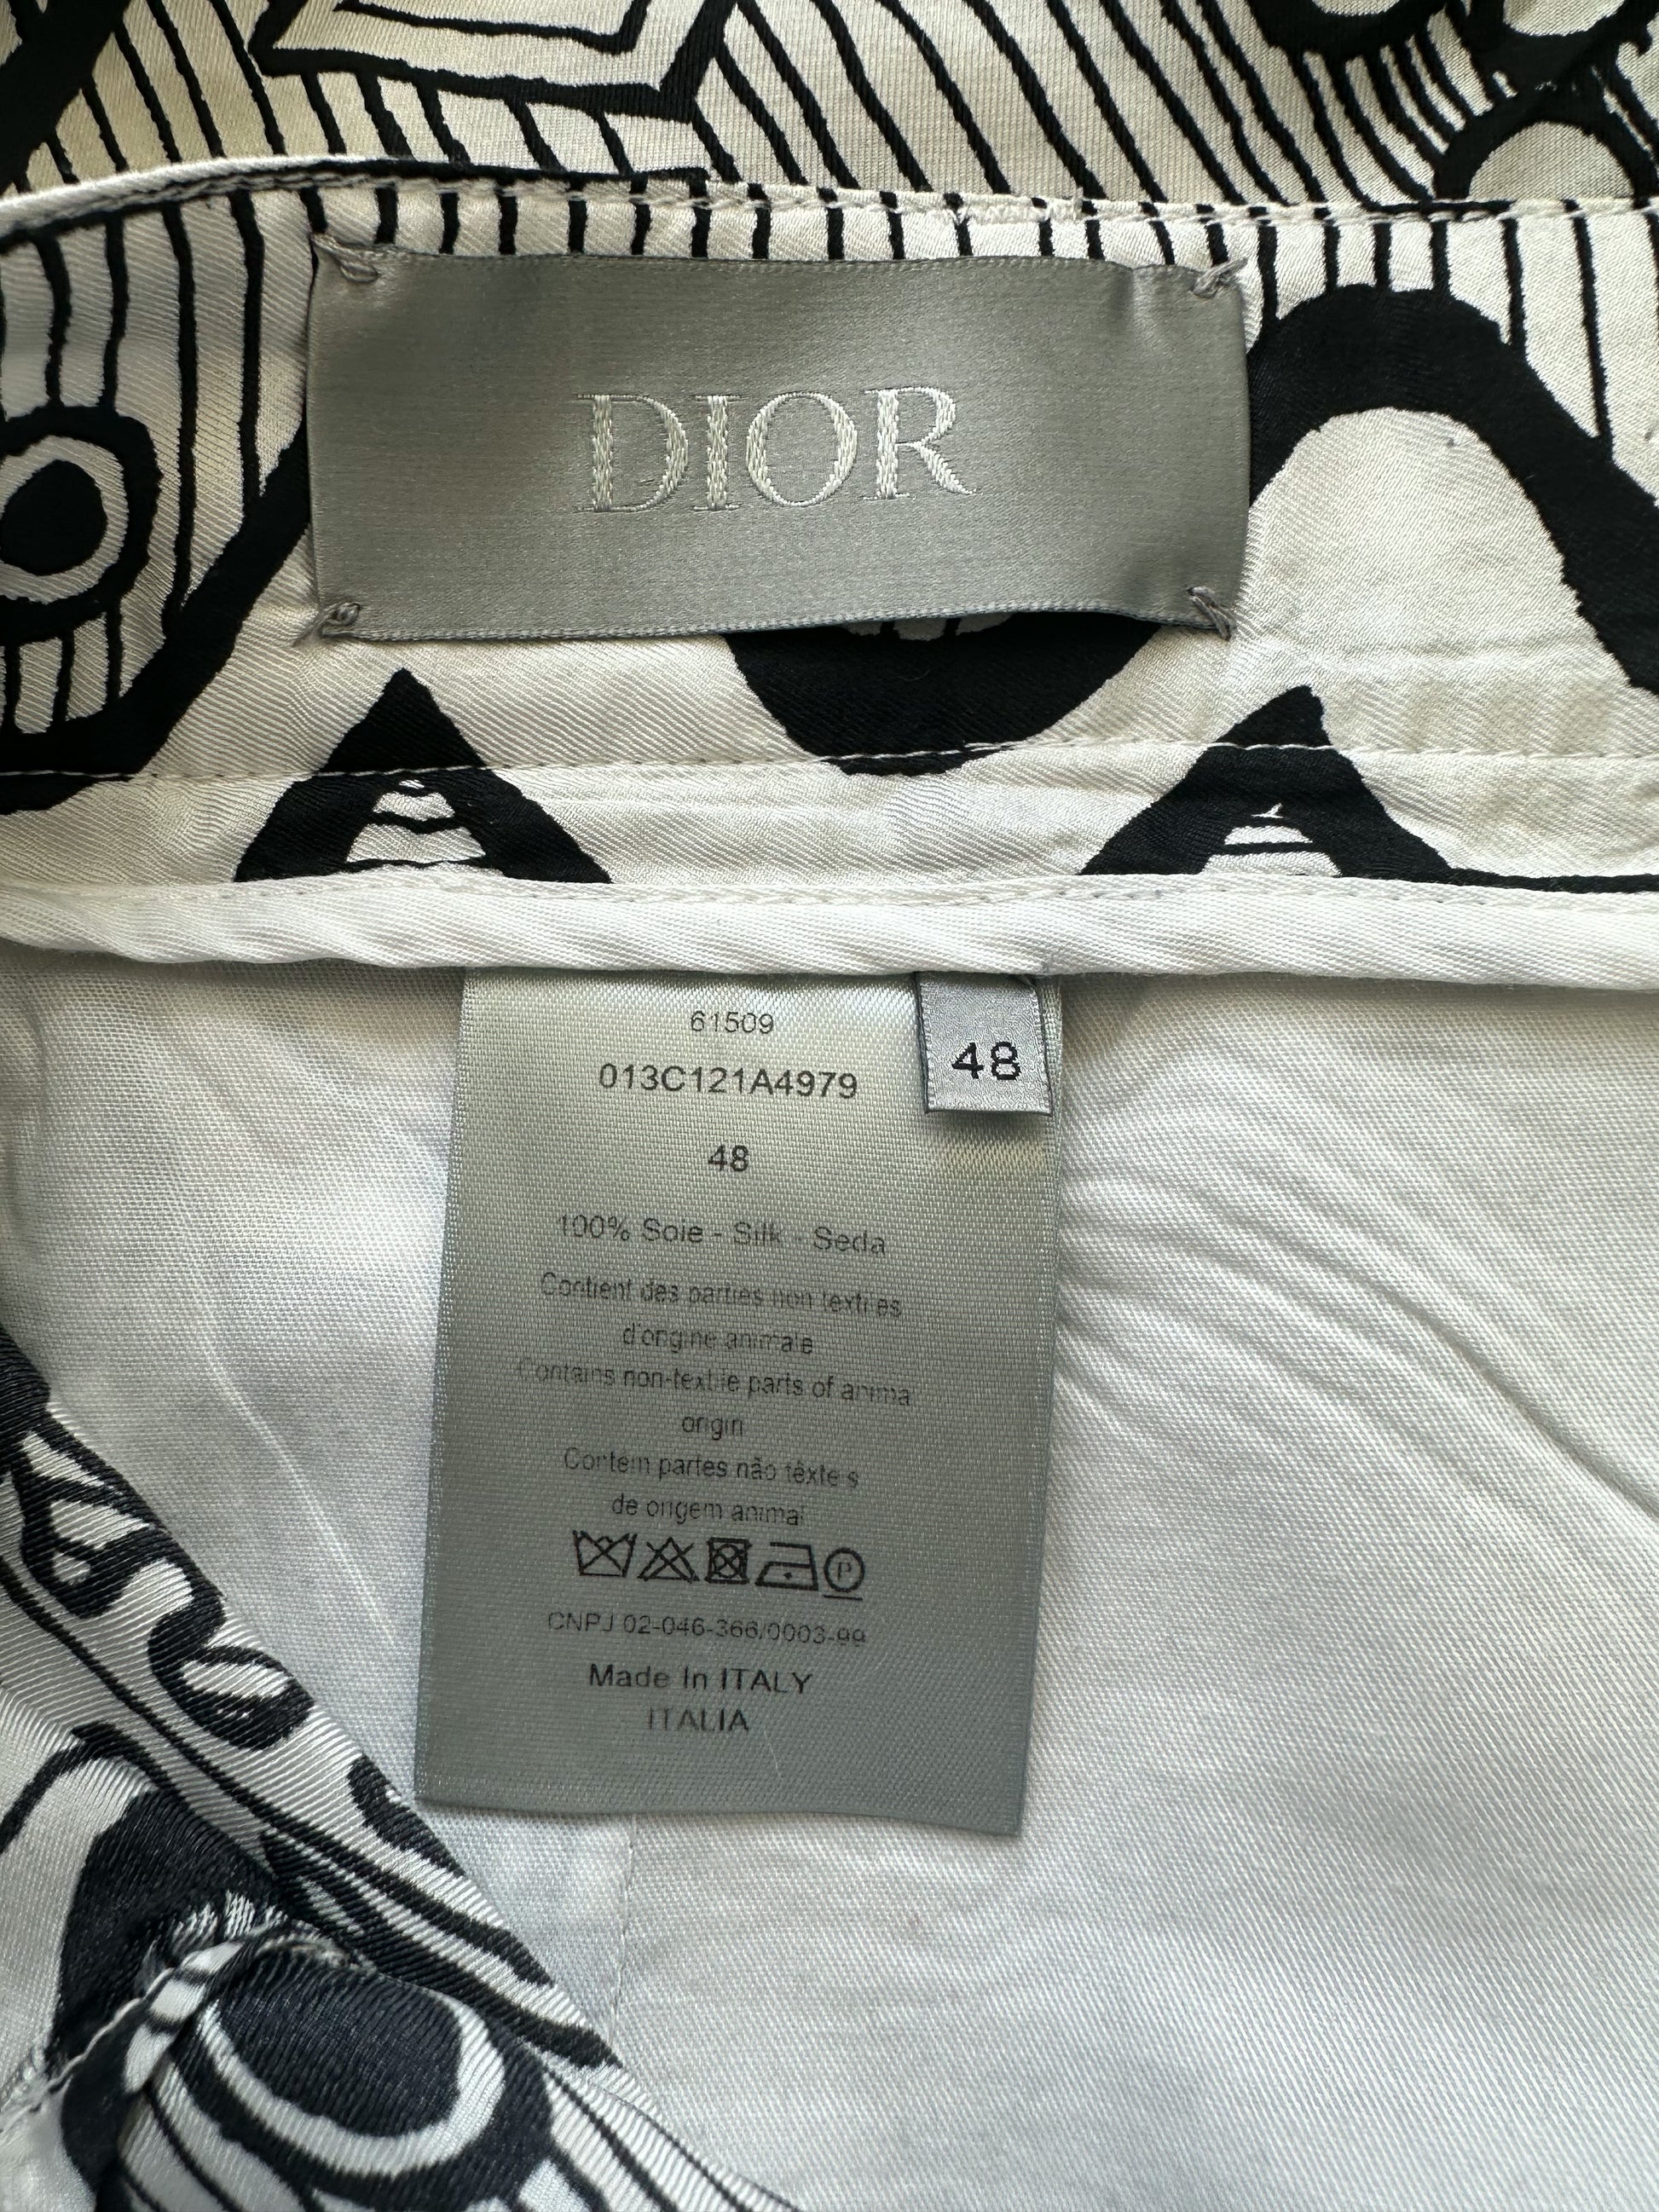 DIOR
61509
013C121A4979
48
48
100% Soie - Silk - Seda
Contient des parties non textiles
d'origine animale
Contains non-textile parts of anima
origin
Contem partes não têxteis
de origem animal
P
CNPJ 02-046-366/0003-99
Made In ITALY
ITALIA